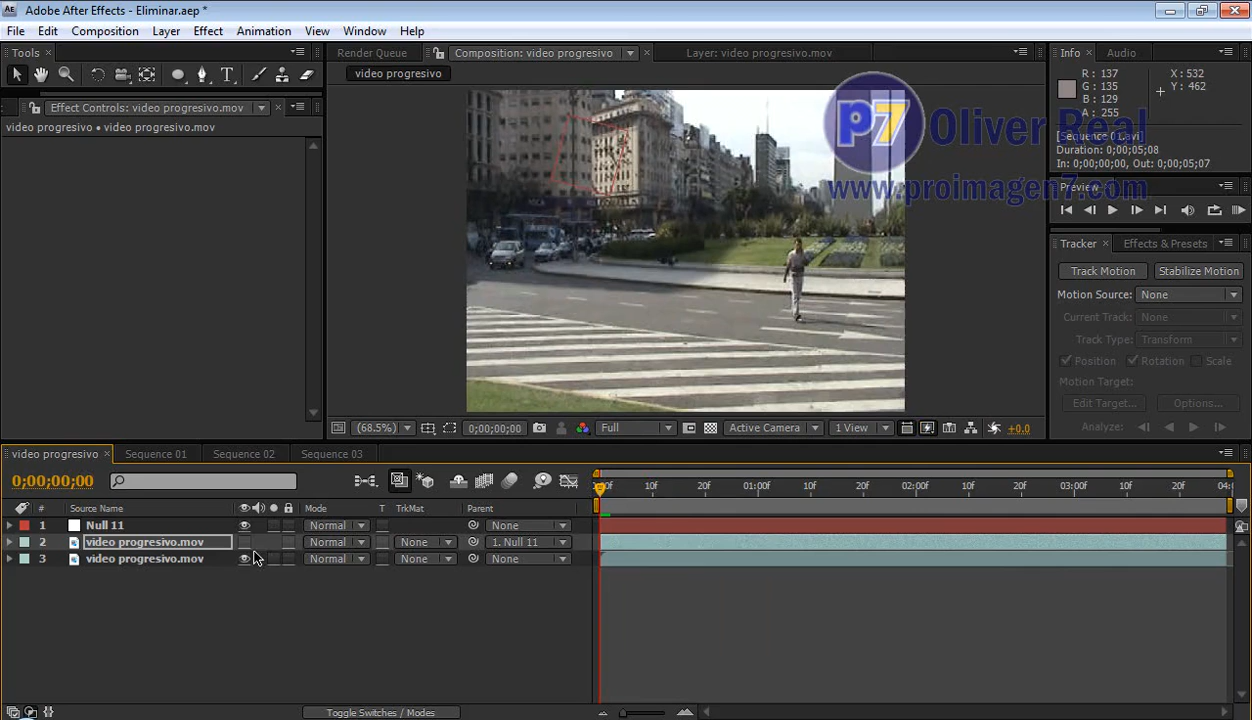 Adobe After Effects - Eliminar.aep *
File Edit Composition Layer Effect Animation View Window Help
Tools
Render Queue Composition: video progresivo Layer: video progresivo.mov
Info Audio
video progresivo
R: 137 X: 532
G: 135 Y: 462
B: 129
A: 255
Effect Controls: video progresivo.mov
video progresivo • video progresivo.mov
p7 Oliver Real
www.proimagen7.com
[Sequence 01.avi]
Duration: 0;00;05;08
In: 0;00;00;00, Out: 0;00;05;07
Preview
Tracker Effects & Presets
Track Motion Stabilize Motion
Motion Source: None
Current Track: None
Track Type: Transform
Position Rotation Scale
Motion Target:
Edit Target... Options...
Analyze:
(68.5%) 0;00;00;00 Full Active Camera 1 View +0.0
video progresivo Sequence 01 Sequence 02 Sequence 03
0;00;00;00
10f 20f 01:00f 10f 20f 02:00f 10f 20f 03:00f 10f 20f
# Source Name Mode T TrkMat Parent
1 Null 11 Normal None
2 video progresivo.mov Normal None 1. Null 11
3 video progresivo.mov Normal None None
Toggle Switches / Modes